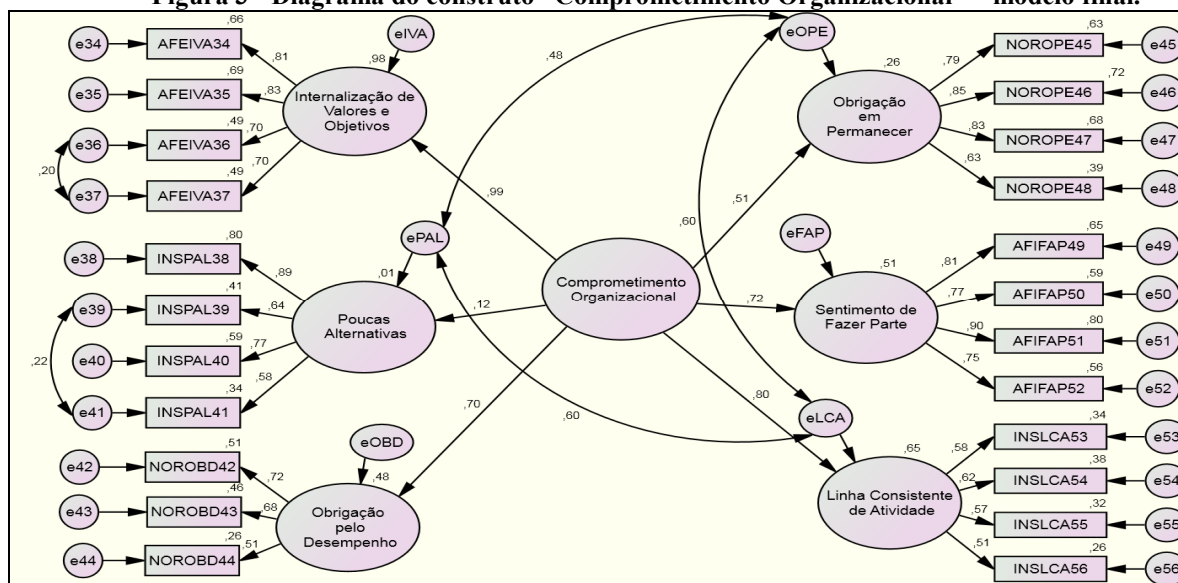 Figura 3 - Diagrama do construto "Comprometimento Organizacional" — modelo final.
e34
,66
AFEIVA34
,81
e35
,69
AFEIVA35
,83
e36
,49
AFEIVA36
,70
e37
,49
AFEIVA37
,70
,20
eIVA
,98
Internalização de
Valores e
Objetivos
,99
e38
,80
INSPAL38
,89
e39
,41
INSPAL39
,64
e40
,59
INSPAL40
,77
e41
,34
INSPAL41
,58
,22
ePAL
,01
Poucas
Alternativas
,12
e42
,51
NOROBD42
,72
e43
,46
NOROBD43
,68
e44
,26
NOROBD44
,51
eOBD
,48
Obrigação
pelo
Desempenho
,70
Comprometimento
Organizacional
,48
,60
,60
eOPE
,26
Obrigação
em
Permanecer
,51
,63
NOROPE45
e45
,79
,72
NOROPE46
e46
,85
,68
NOROPE47
e47
,83
,39
NOROPE48
e48
,63
eFAP
,51
Sentimento de
Fazer Parte
,72
,65
AFIFAP49
e49
,81
,59
AFIFAP50
e50
,77
,80
AFIFAP51
e51
,90
,56
AFIFAP52
e52
,75
eLCA
,65
Linha Consistente
de Atividade
,80
,34
INSLCA53
e53
,58
,38
INSLCA54
e54
,62
,32
INSLCA55
e55
,57
,26
INSLCA56
e56
,51